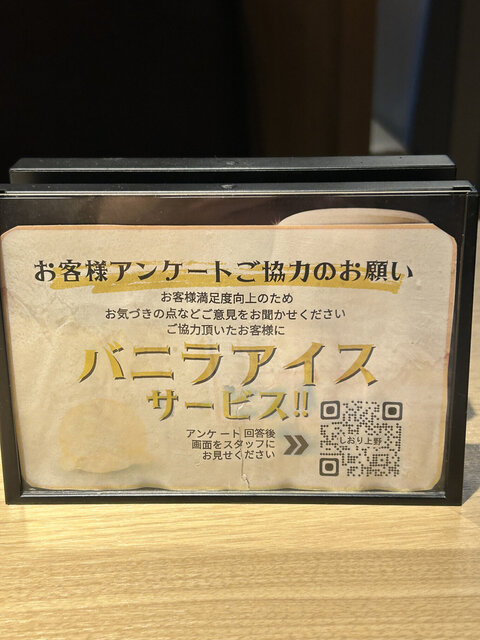 お客様アンケートご協力のお願い
お客様満足度向上のため
お気づきの点などご意見をお聞かせください
ご協力頂いたお客様に
バニラアイス
サービス!!
アンケート回答後
画面をスタッフに
お見せください
しおり上野